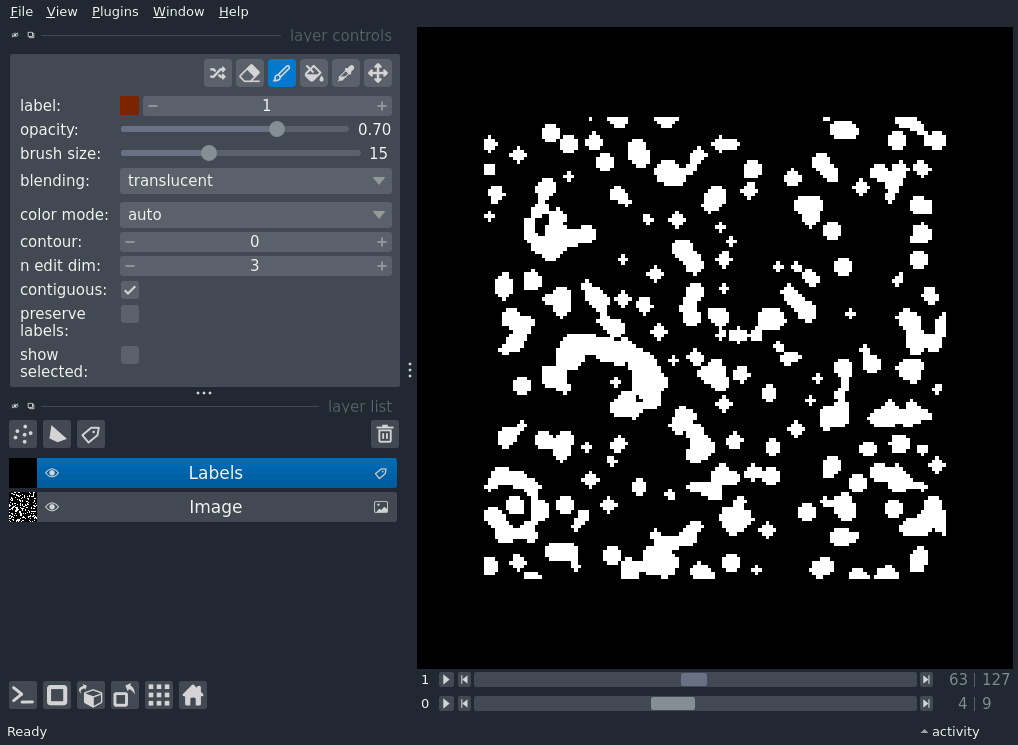 File View Plugins Window Help
layer controls
label: 1
opacity: 0.70
brush size: 15
blending: translucent
color mode: auto
contour: 0
n edit dim: 3
contiguous:
preserve
labels:
show
selected:
layer list
Labels
Image
1 63 | 127
0 4 | 9
Ready activity